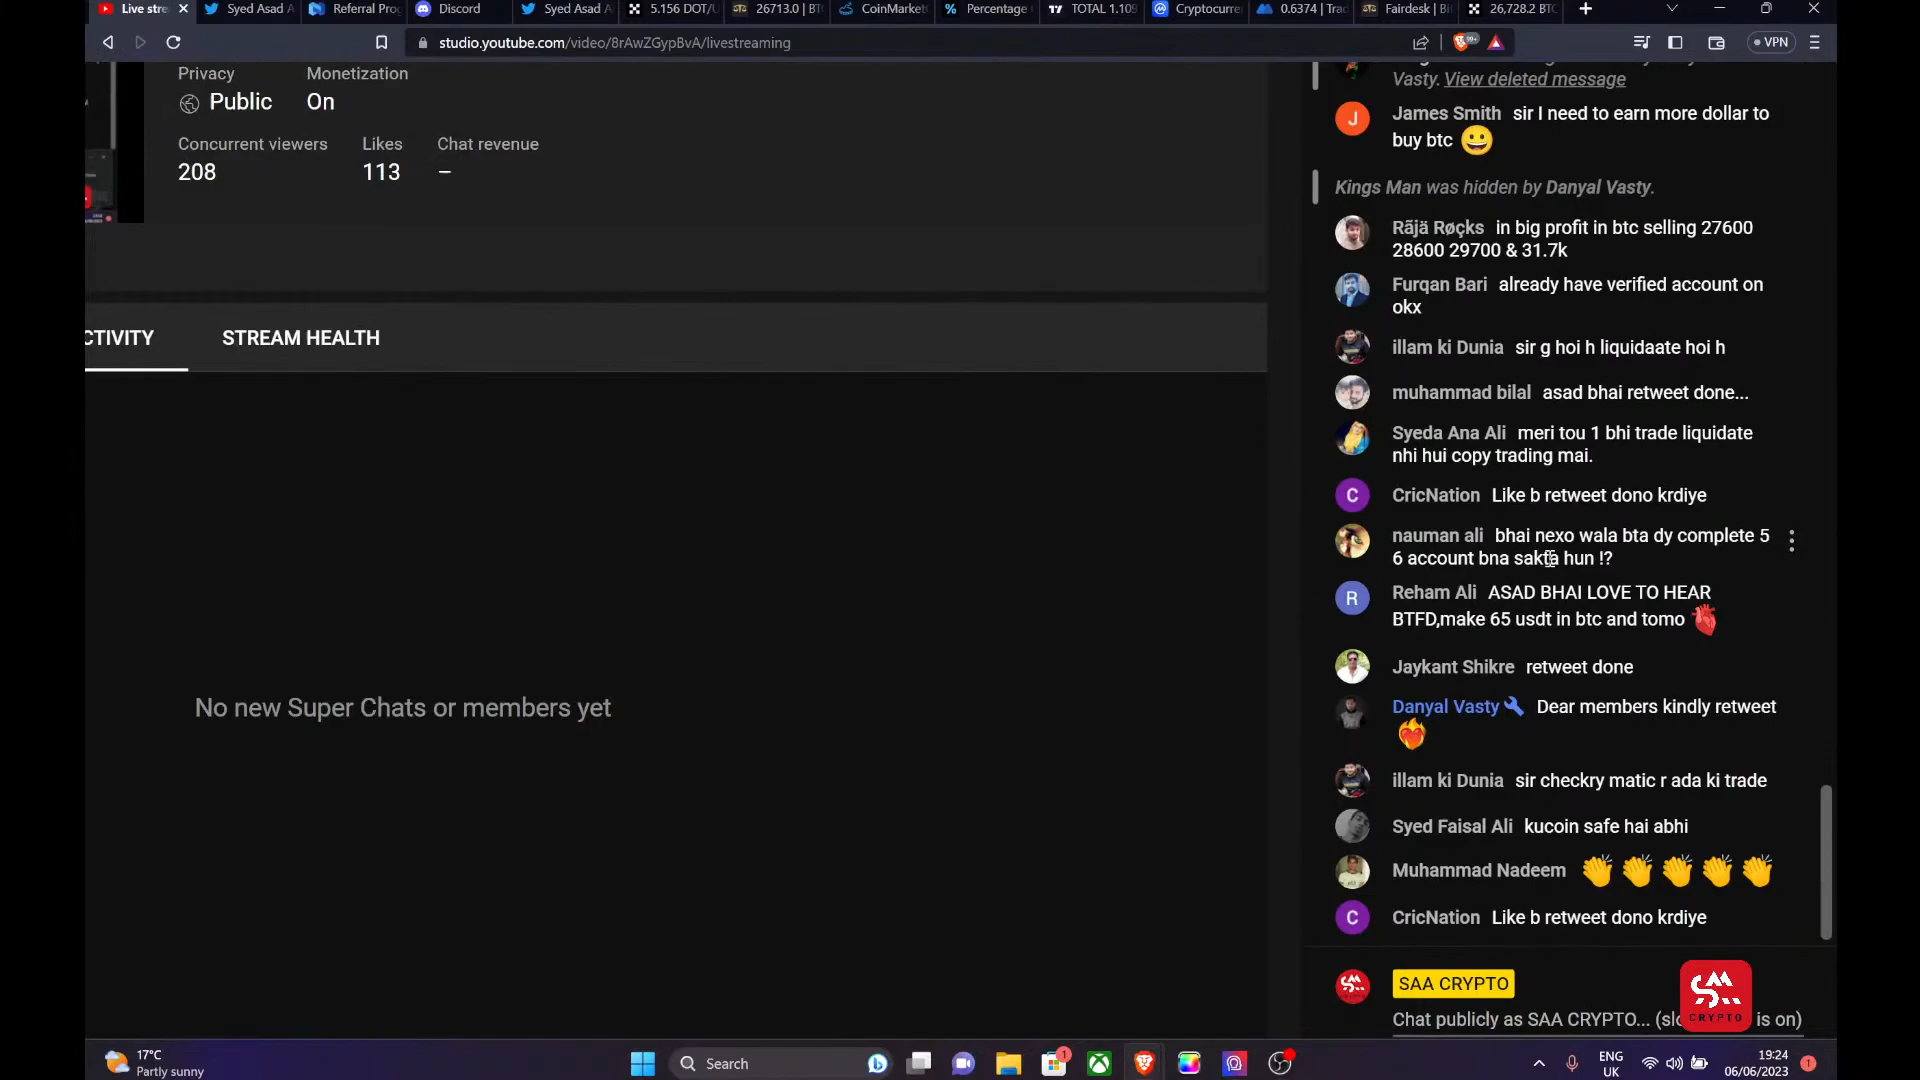 Live stre
Syed Asad A
Referral Prog
Discord
Syed Asad A
5.156 DOT/U
26713.0 | BT
CoinMarket
Percentage
TOTAL 1.109
Cryptocurre
0.6374 | Trad
Fairdesk | Bi
26,728.2 BTC
studio.youtube.com/video/8rAwZGypBvA/livestreaming
99+
VPN
Privacy Monetization
Public On
Concurrent viewers Likes Chat revenue
208 113 –
CTIVITY STREAM HEALTH
No new Super Chats or members yet
Vasty. View deleted message
J James Smith sir I need to earn more dollar to
buy btc 😀
Kings Man was hidden by Danyal Vasty.
Rãjä Røçks in big profit in btc selling 27600
28600 29700 & 31.7k
Furqan Bari already have verified account on
okx
illam ki Dunia sir g hoi h liquidaate hoi h
muhammad bilal asad bhai retweet done...
Syeda Ana Ali meri tou 1 bhi trade liquidate
nhi hui copy trading mai.
C CricNation Like b retweet dono krdiye
nauman ali bhai nexo wala bta dy complete 5
6 account bna sakta hun !?
R Reham Ali ASAD BHAI LOVE TO HEAR
BTFD,make 65 usdt in btc and tomo 🫀
Jaykant Shikre retweet done
Danyal Vasty Dear members kindly retweet
❤️‍🔥
illam ki Dunia sir checkry matic r ada ki trade
Syed Faisal Ali kucoin safe hai abhi
Muhammad Nadeem 👏👏👏👏👏
C CricNation Like b retweet dono krdiye
SAA CRYPTO
Chat publicly as SAA CRYPTO... (slo is on)
CRYPTO
17°C
Partly sunny
Search
1
ENG
UK
19:24
06/06/2023
1